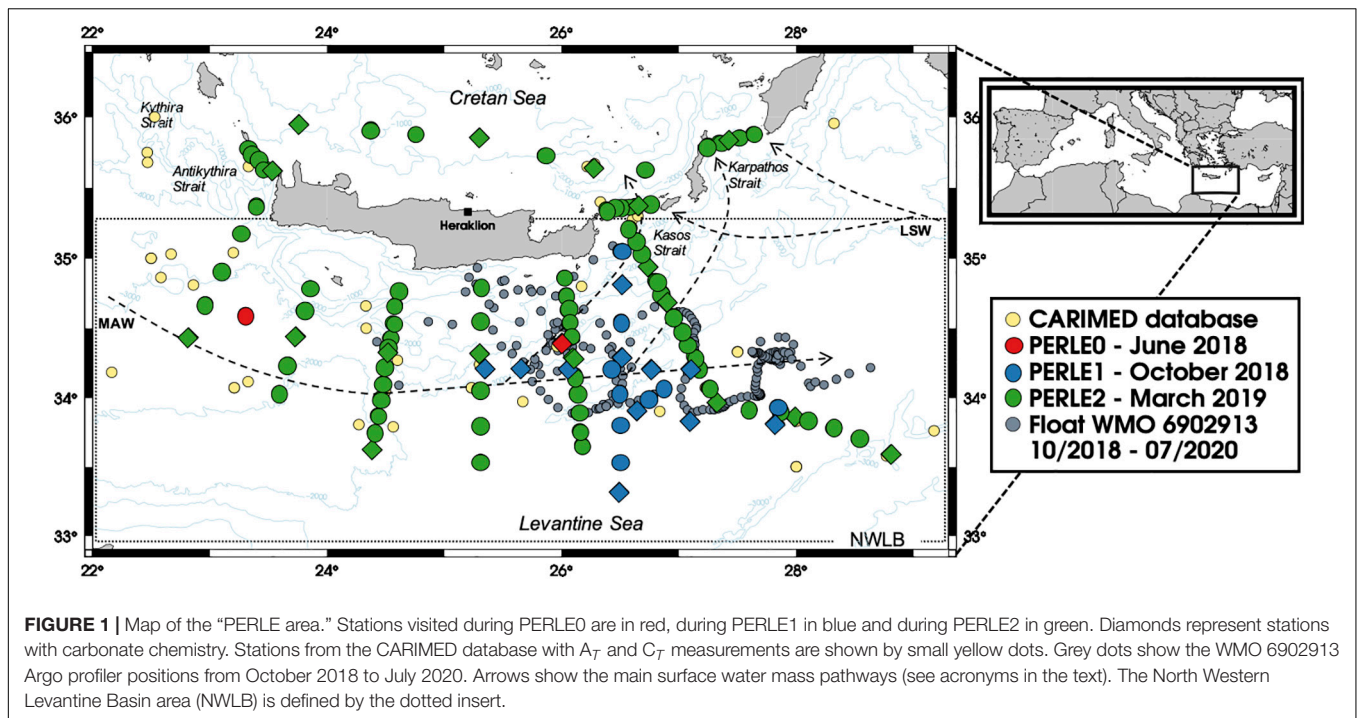 22° 24° 26° 28°
Cretan Sea
Kythira
Strait
36° 36°
Antikythira
Strait
Karpathos
Strait
Heraklion
Kasos
Strait
LSW
35° 35°
MAW
34° 34°
33° 33°
Levantine Sea
NWLB
22° 24° 26° 28°
CARIMED database
PERLE0 - June 2018
PERLE1 - October 2018
PERLE2 - March 2019
Float WMO 6902913
10/2018 - 07/2020
FIGURE 1 | Map of the “PERLE area.” Stations visited during PERLE0 are in red, during PERLE1 in blue and during PERLE2 in green. Diamonds represent stations
with carbonate chemistry. Stations from the CARIMED database with A_T and C_T measurements are shown by small yellow dots. Grey dots show the WMO 6902913
Argo profiler positions from October 2018 to July 2020. Arrows show the main surface water mass pathways (see acronyms in the text). The North Western
Levantine Basin area (NWLB) is defined by the dotted insert.